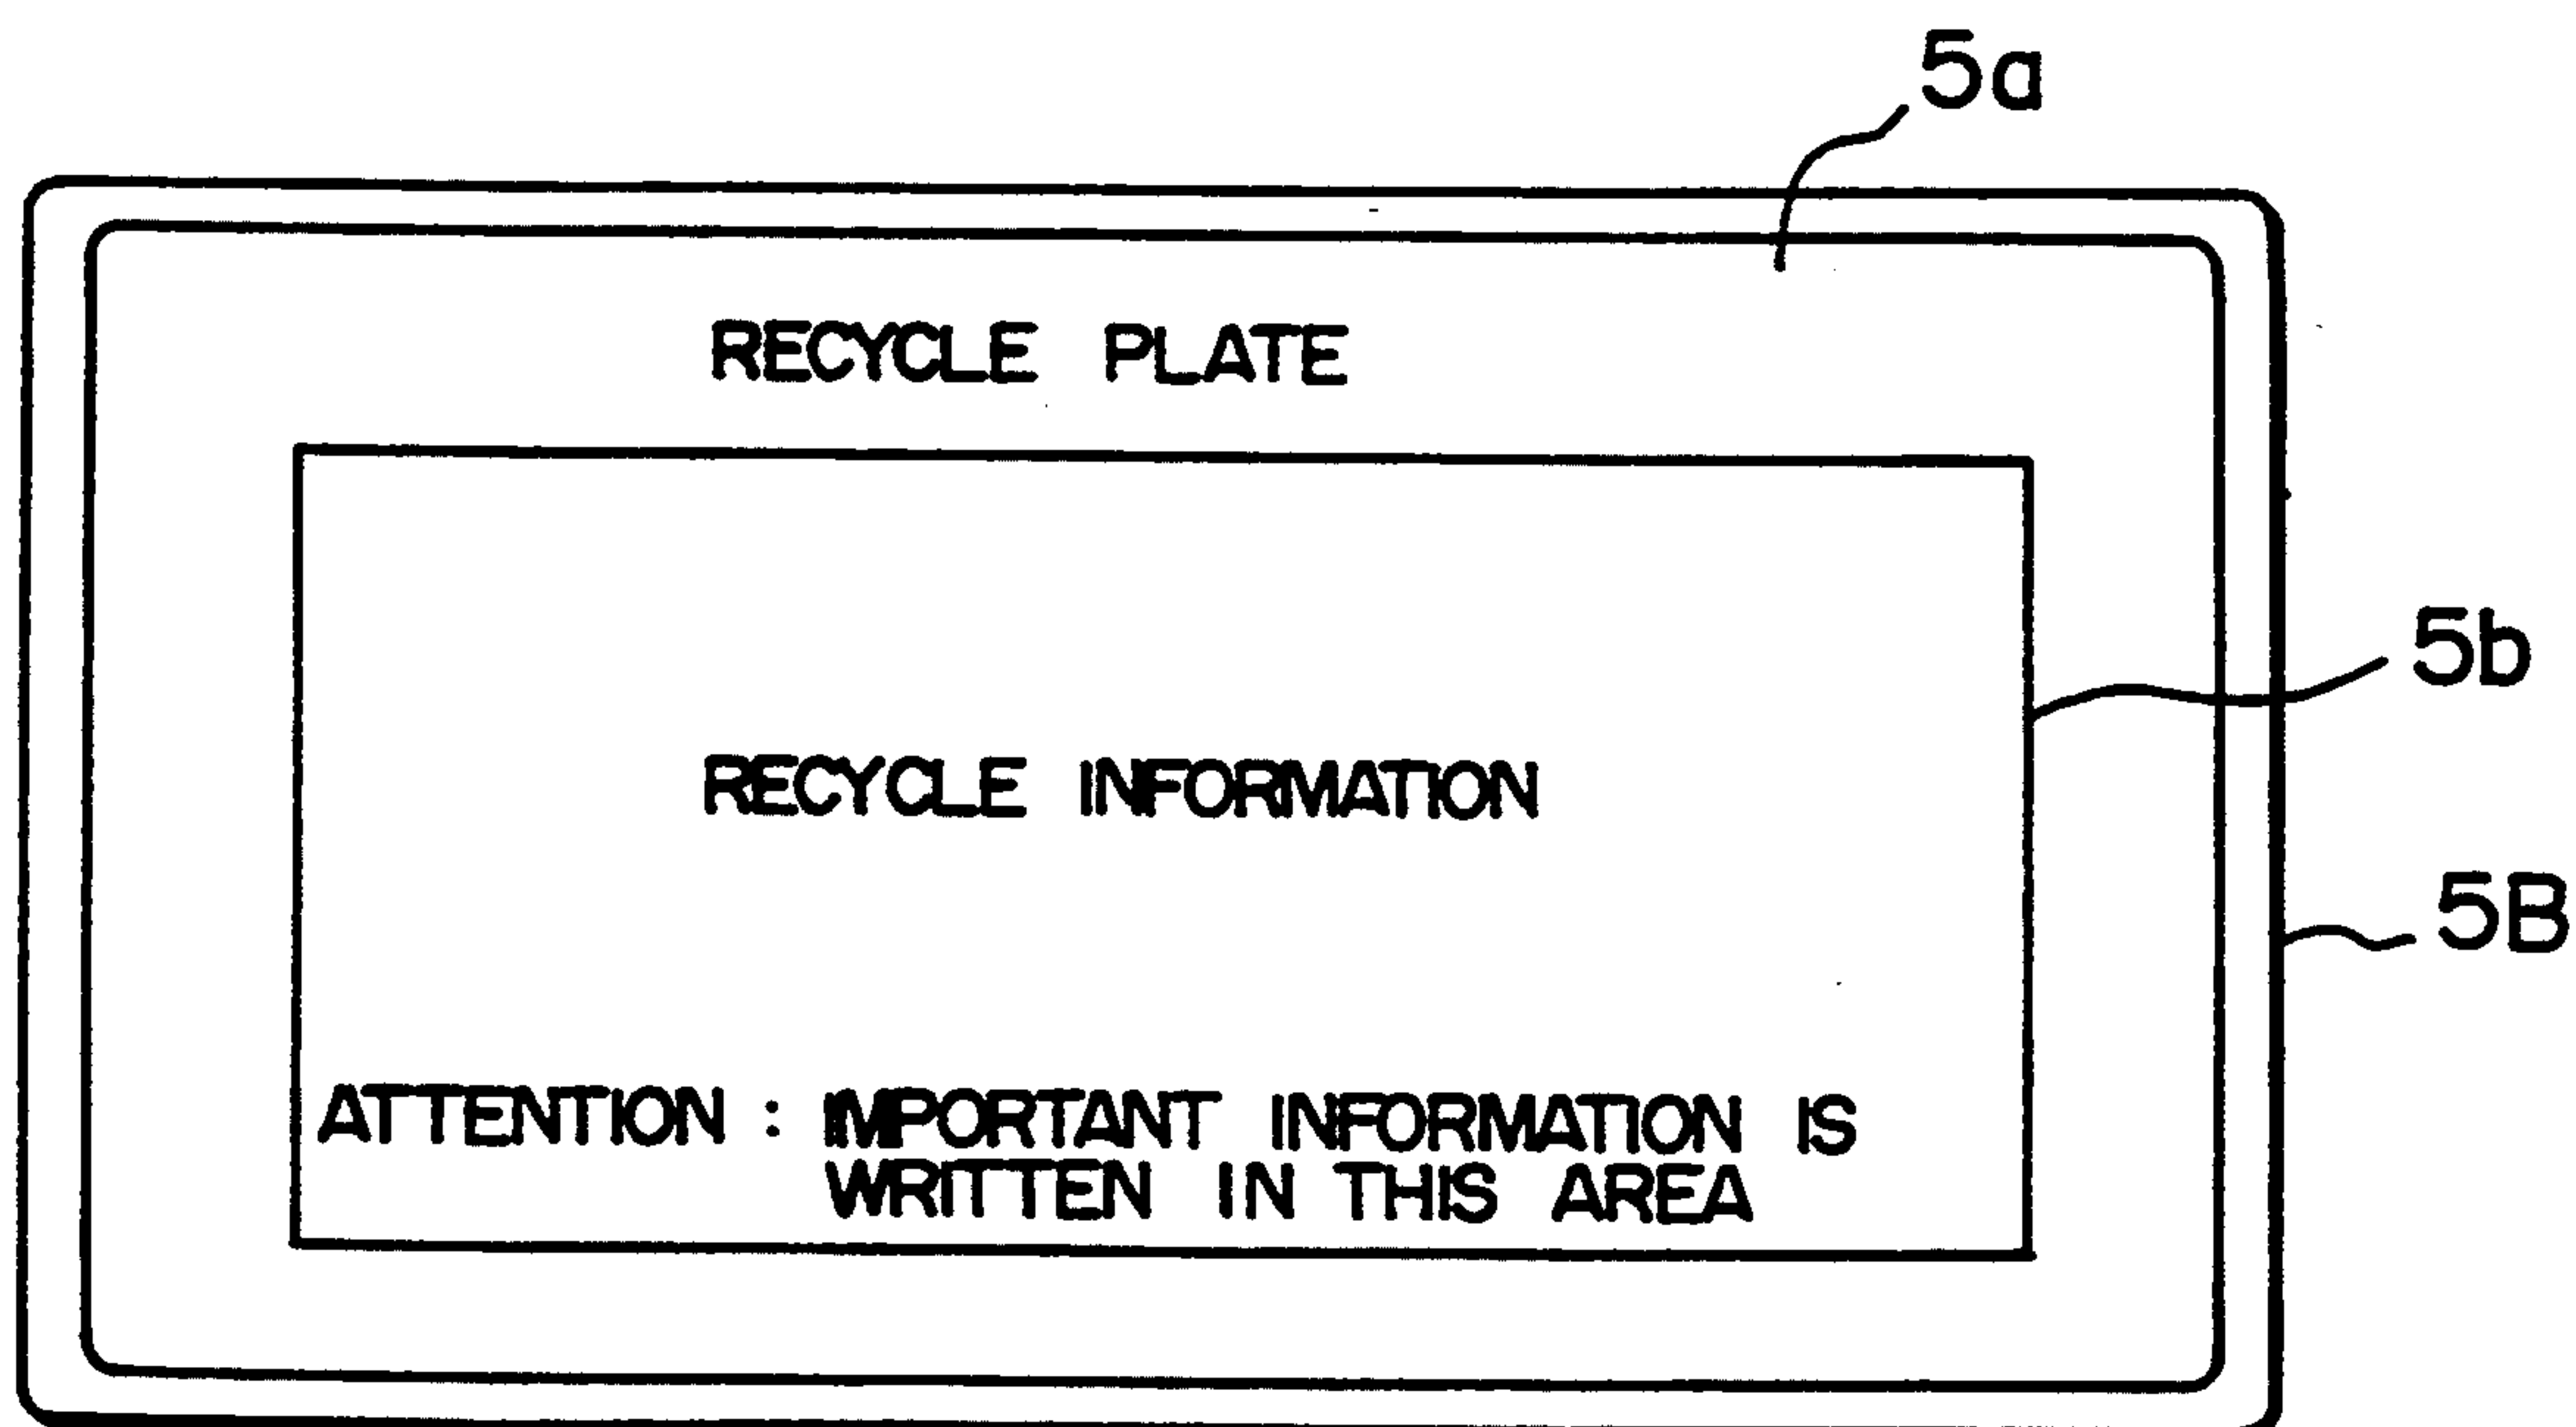 5a
RECYCLE PLATE
5b
RECYCLE INFORMATION
5B
ATTENTION : IMPORTANT INFORMATION IS
WRITTEN IN THIS AREA